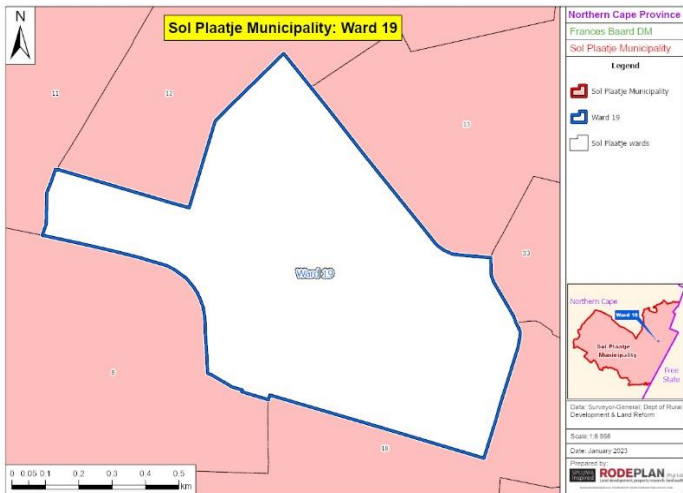 Sol Plaatje Municipality: Ward 19
N
11
12
13
Ward 19
18
0 0.05 0.1 0.2 0.3 0.4 0.5
km
Northern Cape Province
Frances Baard DM
Sol Plaatje Municipality
Legend
Sol Plaatje Municipality
Ward 19
Sol Plaatje wards
Northern Cape
Ward 19
Sol Plaatje
Municipality
Free
State
Data: Surveyor-General; Dept of Rural
Development & Land Reform
Date: January 2023
Prepared by:
SPLUMA
Inspired
RODEPLAN